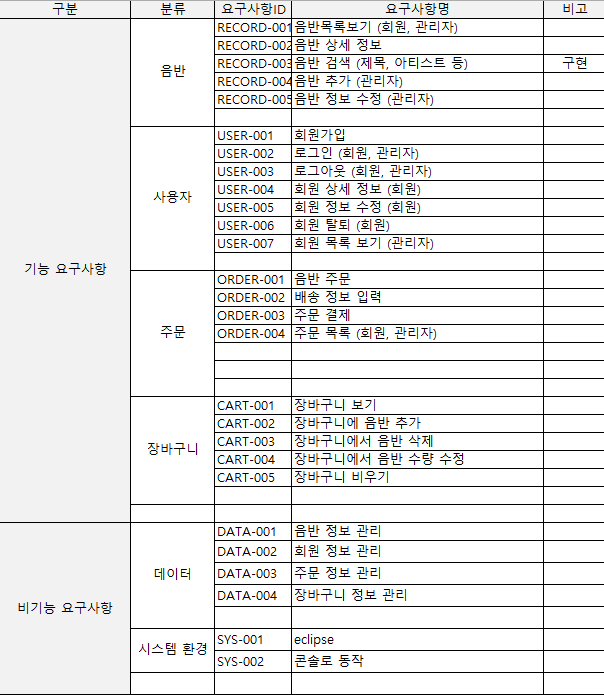 구분 분류 요구사항ID 요구사항명 비고
기능 요구사항
음반
RECORD-001 음반목록보기 (회원, 관리자)
RECORD-002 음반 상세 정보
RECORD-003 음반 검색 (제목, 아티스트 등) 구현
RECORD-004 음반 추가 (관리자)
RECORD-005 음반 정보 수정 (관리자)
사용자
USER-001 회원가입
USER-002 로그인 (회원, 관리자)
USER-003 로그아웃 (회원, 관리자)
USER-004 회원 상세 정보 (회원)
USER-005 회원 정보 수정 (회원)
USER-006 회원 탈퇴 (회원)
USER-007 회원 목록 보기 (관리자)
주문
ORDER-001 음반 주문
ORDER-002 배송 정보 입력
ORDER-003 주문 결제
ORDER-004 주문 목록 (회원, 관리자)
장바구니
CART-001 장바구니 보기
CART-002 장바구니에 음반 추가
CART-003 장바구니에서 음반 삭제
CART-004 장바구니에서 음반 수량 수정
CART-005 장바구니 비우기
비기능 요구사항
데이터
DATA-001 음반 정보 관리
DATA-002 회원 정보 관리
DATA-003 주문 정보 관리
DATA-004 장바구니 정보 관리
시스템 환경
SYS-001 eclipse
SYS-002 콘솔로 동작